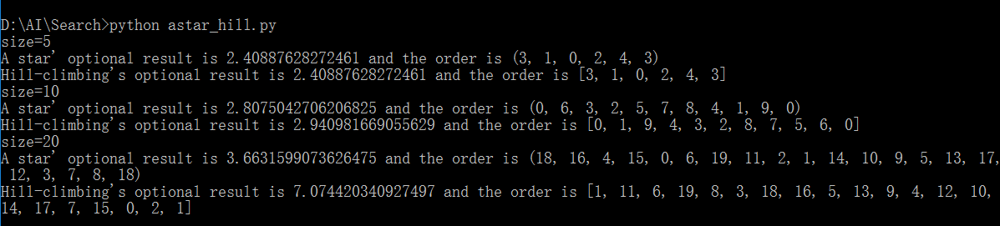 D:\AI\Search>python astar_hill.py
size=5
A star' optional result is 2.40887628272461 and the order is (3, 1, 0, 2, 4, 3)
Hill-climbing's optional result is 2.40887628272461 and the order is [3, 1, 0, 2, 4, 3]
size=10
A star' optional result is 2.8075042706206825 and the order is (0, 6, 3, 2, 5, 7, 8, 4, 1, 9, 0)
Hill-climbing's optional result is 2.940981669055629 and the order is [0, 1, 9, 4, 3, 2, 8, 7, 5, 6, 0]
size=20
A star' optional result is 3.6631599073626475 and the order is (18, 16, 4, 15, 0, 6, 19, 11, 2, 1, 14, 10, 9, 5, 13, 17,
12, 3, 7, 8, 18)
Hill-climbing's optional result is 7.074420340927497 and the order is [1, 11, 6, 19, 8, 3, 18, 16, 5, 13, 9, 4, 12, 10,
14, 17, 7, 15, 0, 2, 1]